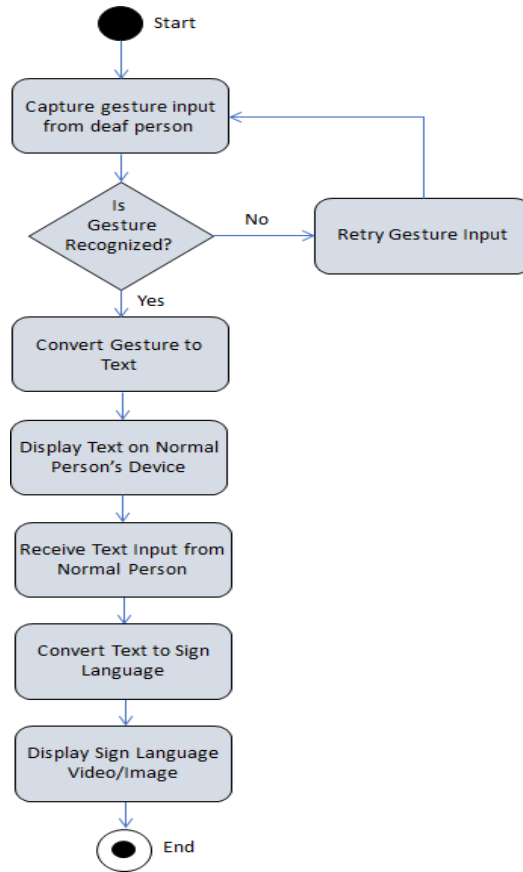 Start
Capture gesture input
from deaf person
Is
Gesture
Recognized?
No
Retry Gesture Input
Yes
Convert Gesture to
Text
Display Text on Normal
Person’s Device
Receive Text Input from
Normal Person
Convert Text to Sign
Language
Display Sign Language
Video/Image
End